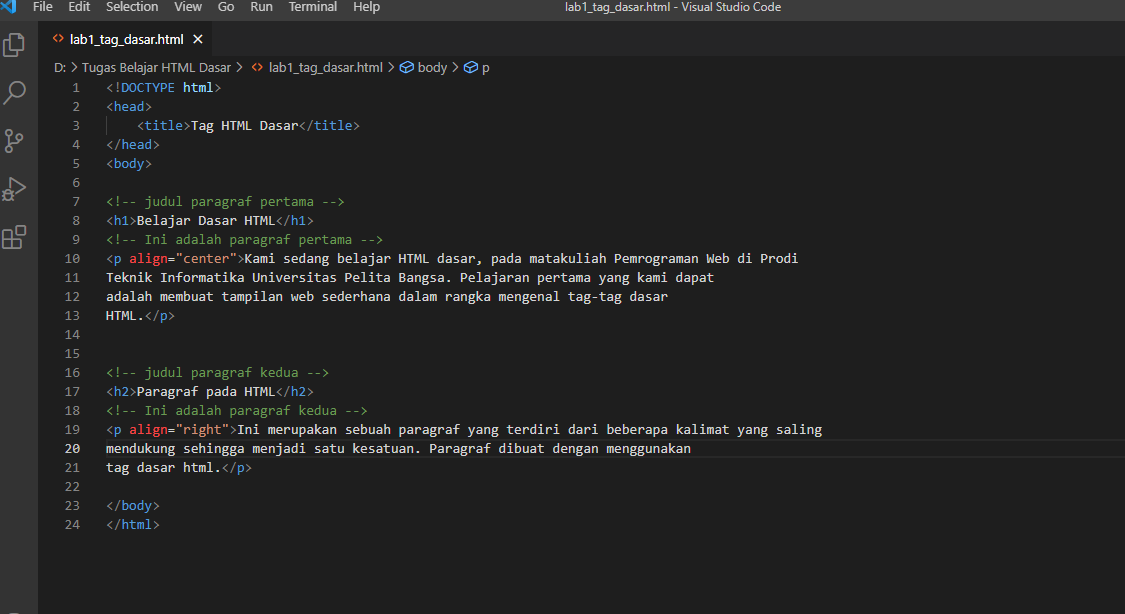 File Edit Selection View Go Run Terminal Help lab1_tag_dasar.html - Visual Studio Code
<> lab1_tag_dasar.html ×
D: > Tugas Belajar HTML Dasar > <> lab1_tag_dasar.html > body > p
1 <!DOCTYPE html>
2 <head>
3     <title>Tag HTML Dasar</title>
4 </head>
5 <body>
6
7 <!-- judul paragraf pertama -->
8 <h1>Belajar Dasar HTML</h1>
9 <!-- Ini adalah paragraf pertama -->
10 <p align="center">Kami sedang belajar HTML dasar, pada matakuliah Pemrograman Web di Prodi
11 Teknik Informatika Universitas Pelita Bangsa. Pelajaran pertama yang kami dapat
12 adalah membuat tampilan web sederhana dalam rangka mengenal tag-tag dasar
13 HTML.</p>
14
15
16 <!-- judul paragraf kedua -->
17 <h2>Paragraf pada HTML</h2>
18 <!-- Ini adalah paragraf kedua -->
19 <p align="right">Ini merupakan sebuah paragraf yang terdiri dari beberapa kalimat yang saling
20 mendukung sehingga menjadi satu kesatuan. Paragraf dibuat dengan menggunakan
21 tag dasar html.</p>
22
23 </body>
24 </html>